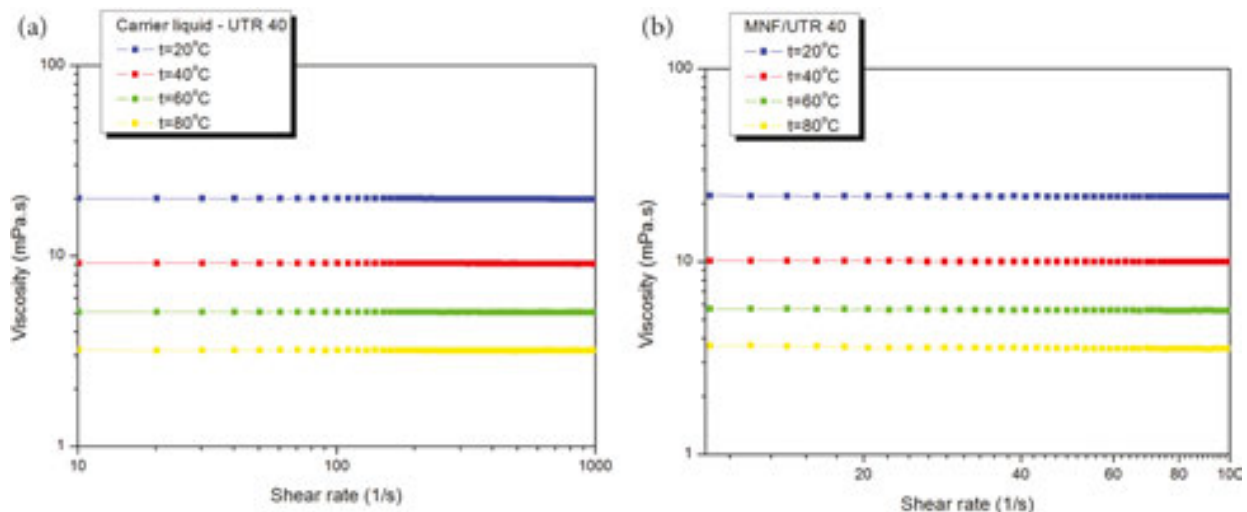 (a)
Carrier liquid - UTR 40
t=20°C
t=40°C
t=60°C
t=80°C
100
10
1
Viscosity (mPa.s)
10
100
1000
Shear rate (1/s)
(b)
MNF/UTR 40
t=20°C
t=40°C
t=60°C
t=80°C
100
10
1
Viscosity (mPa.s)
20
40
60
80
100
Shear rate (1/s)